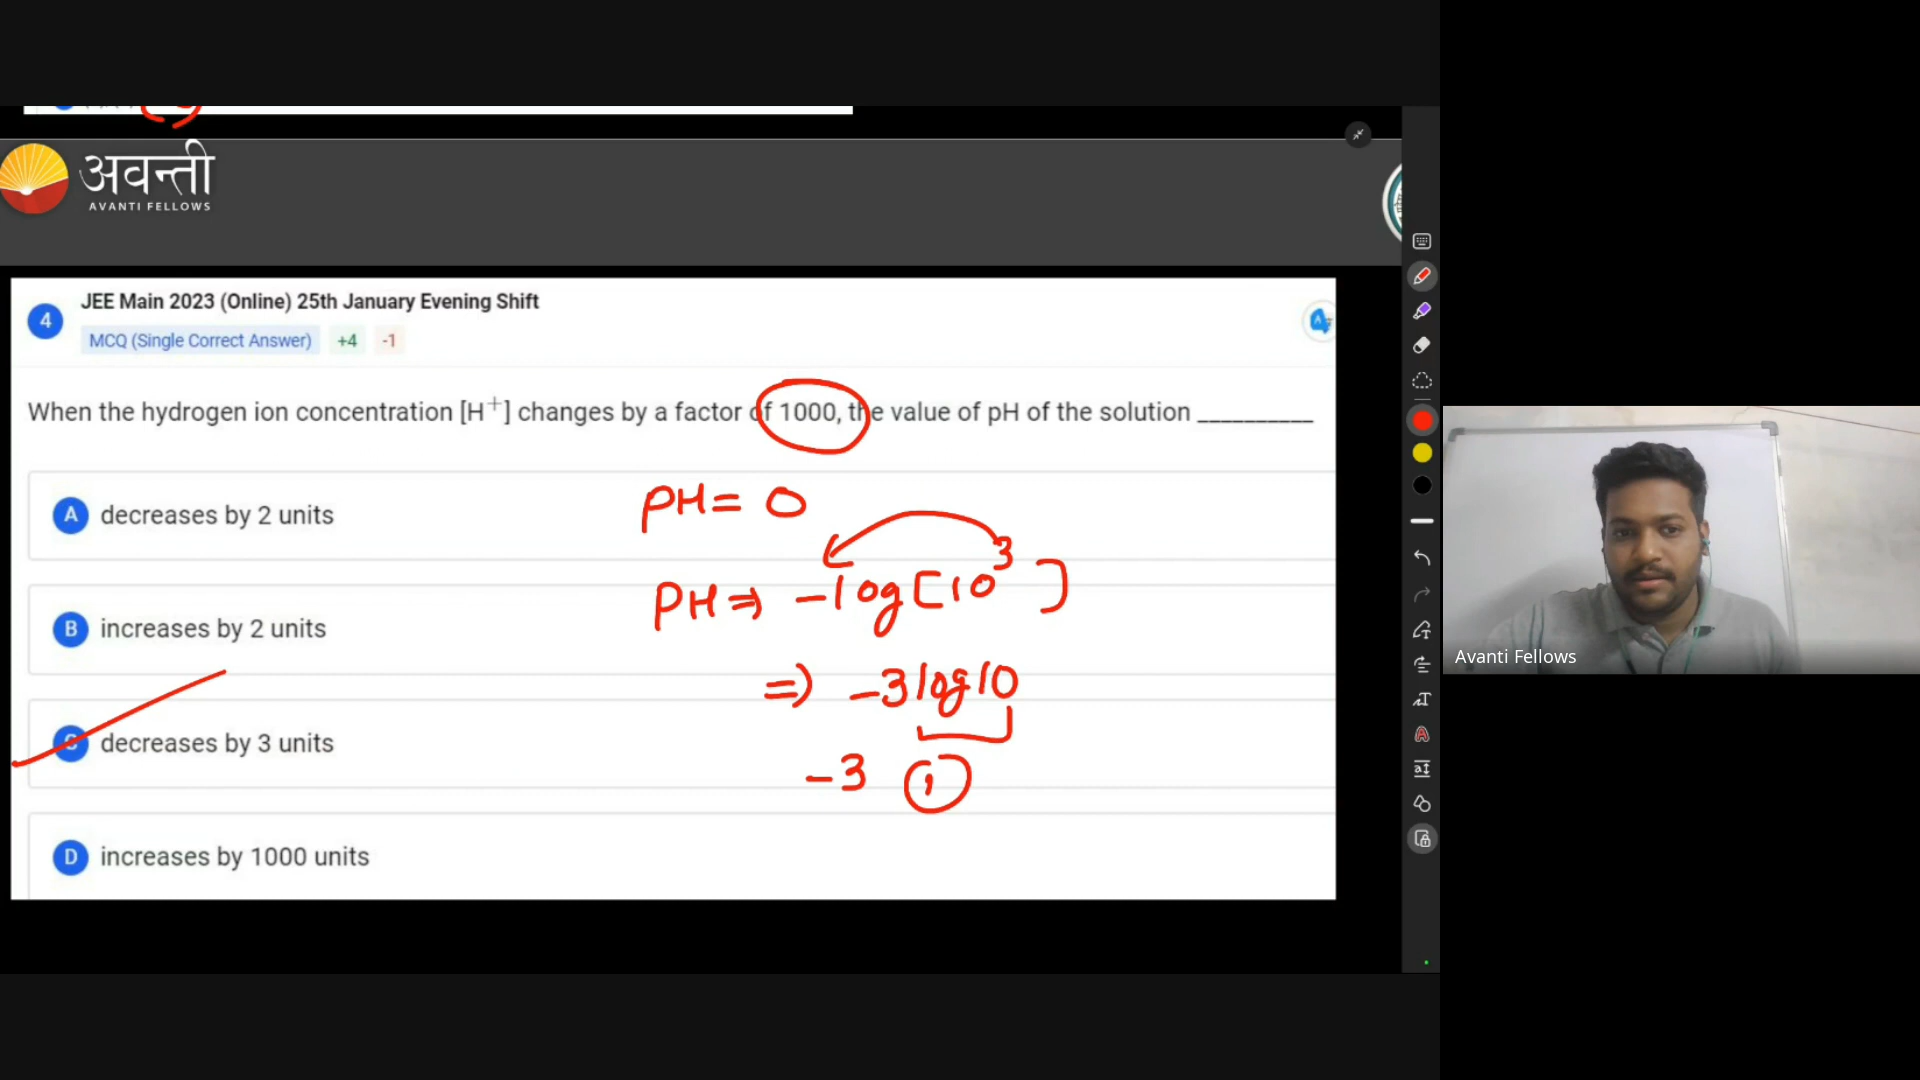 अवन्ती
AVANTI FELLOWS
4
JEE Main 2023 (Online) 25th January Evening Shift
MCQ (Single Correct Answer) +4 -1
When the hydrogen ion concentration [H+] changes by a factor of 1000, the value of pH of the solution __________
A decreases by 2 units
B increases by 2 units
C decreases by 3 units
D increases by 1000 units
PH = 0
PH ⇒ -log[10³ ]
⇒ -3log10
-3 1
Avanti Fellows